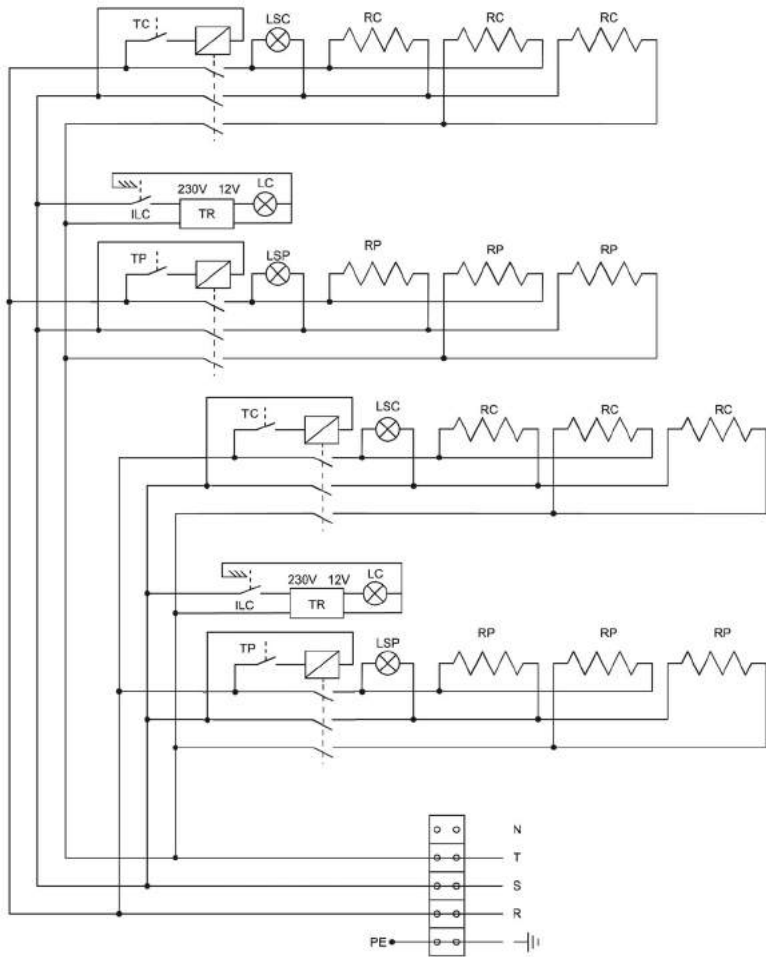 TC LSC RC RC RC
230V 12V LC
ILC TR
TP LSP RP RP RP
TC LSC RC RC RC
230V 12V LC
ILC TR
TP LSP RP RP RP
N
T
S
R
PE